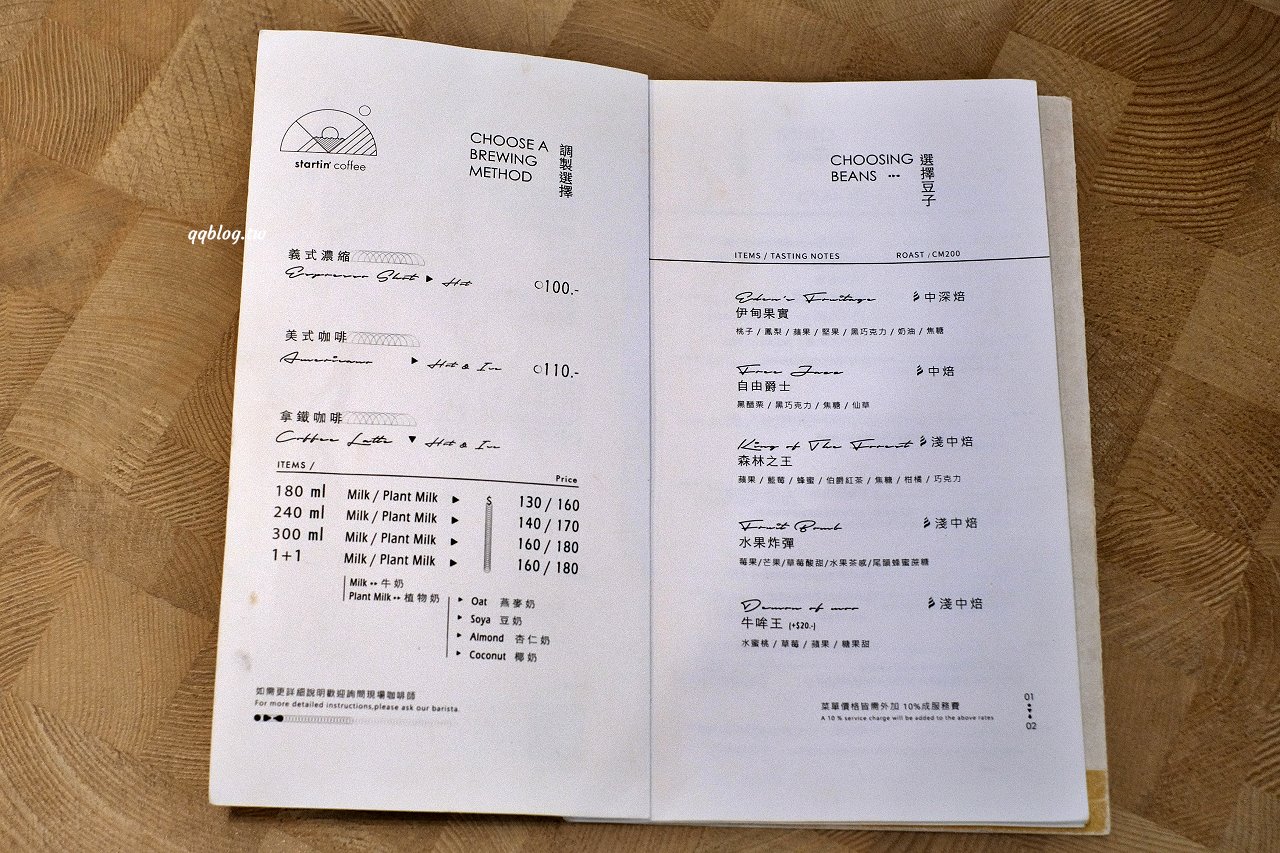 startin' coffee
CHOOSE A
BREWING
METHOD
調製選擇
qqblog.tw
義式濃縮
Espresso Shot ▶ Hot
100.-
美式咖啡
Americano ▶ Hot & Ice
110.-
拿鐵咖啡
Coffee Latte ▼ Hot & Ice
ITEMS / Price
180 ml Milk / Plant Milk ▶ $ 130 / 160
240 ml Milk / Plant Milk ▶ 140 / 170
300 ml Milk / Plant Milk ▶ 160 / 180
1+1 Milk / Plant Milk ▶ 160 / 180
Milk •• 牛奶
Plant Milk •• 植物奶
▶ Oat 燕麥奶
▶ Soya 豆奶
▶ Almond 杏仁奶
▶ Coconut 椰奶
如需更詳細說明歡迎詢問現場咖啡師
For more detailed instructions,please ask our barista.
CHOOSING
BEANS •••
選擇豆子
ITEMS / TASTING NOTES ROAST / CM200
Eden's Fruitage 中深焙
伊甸果實
桃子 / 鳳梨 / 蘋果 / 堅果 / 黑巧克力 / 奶油 / 焦糖
Free Jazz 中焙
自由爵士
黑醋栗 / 黑巧克力 / 焦糖 / 仙草
King of The Forest 淺中焙
森林之王
蘋果 / 藍莓 / 蜂蜜 / 伯爵紅茶 / 焦糖 / 柑橘 / 巧克力
Fruit Bomb 淺中焙
水果炸彈
莓果/芒果/草莓酸甜/水果茶感/尾韻蜂蜜蔗糖
Demon of moo 淺中焙
牛哞王 (+$20.-)
水蜜桃 / 草莓 / 蘋果 / 糖果甜
菜單價格皆需外加 10%成服務費
A 10 % service charge will be added to the above rates
01
02